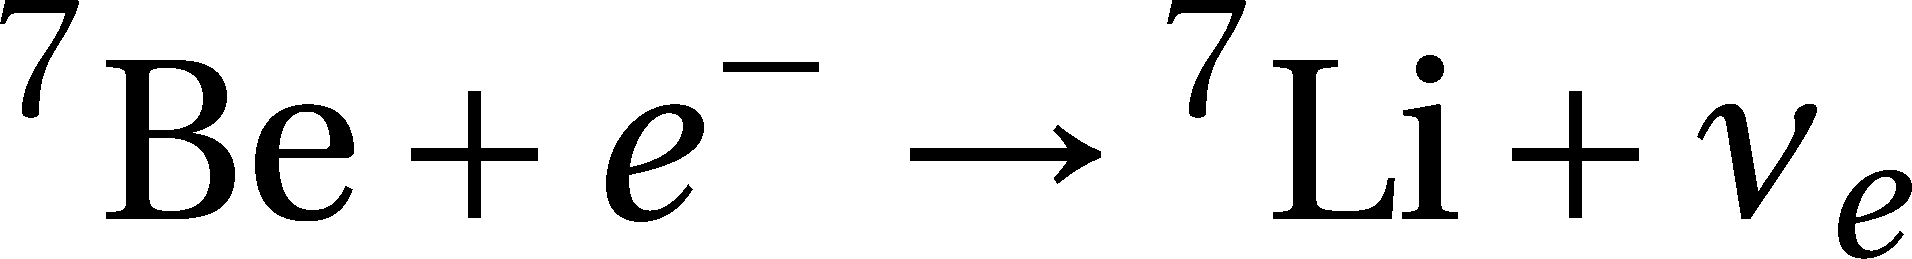 ⁷Be + e⁻ → ⁷Li + νₑ